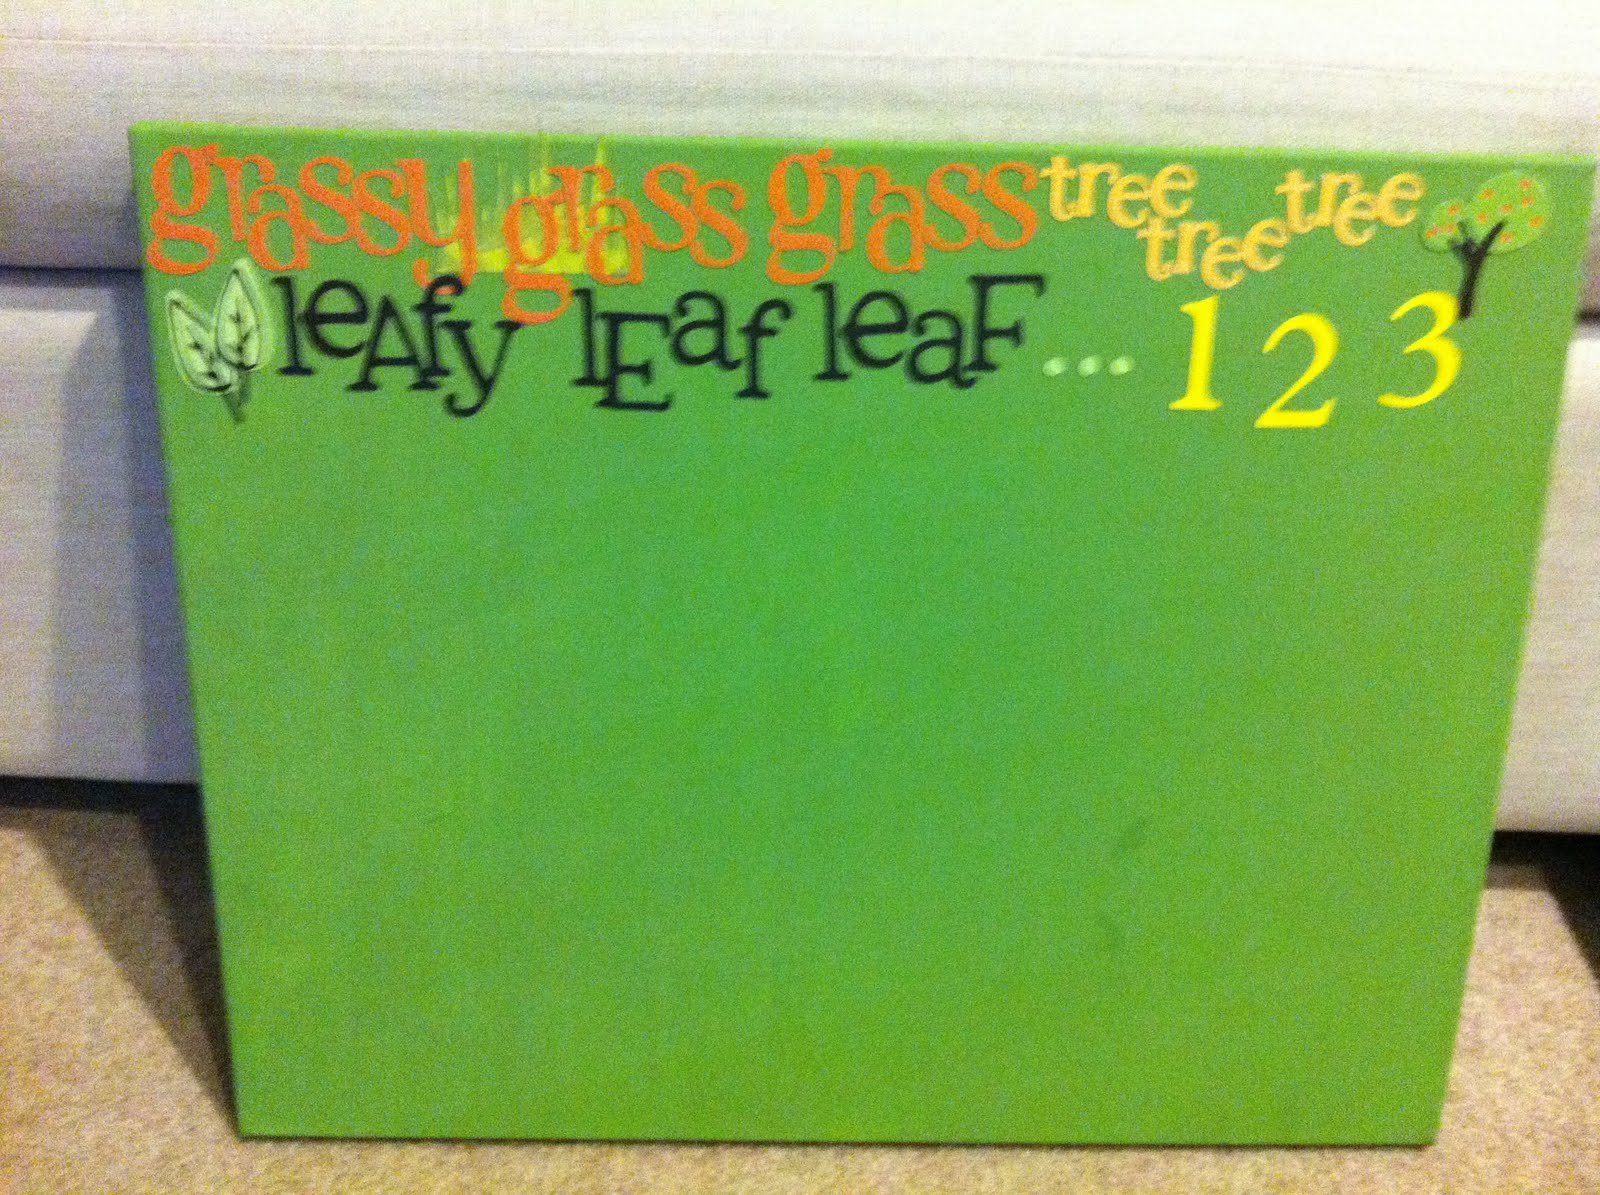 grassy grass grass tree tree tree
leAfy lEaf leaF... 1 2 3